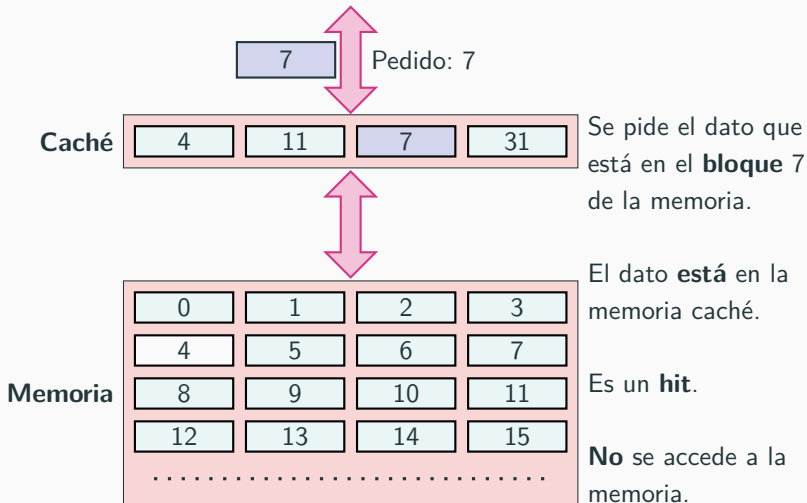 7
Pedido: 7
Caché
4 11 7 31
Se pide el dato que
está en el bloque 7
de la memoria.
El dato está en la
memoria caché.
Es un hit.
No se accede a la
memoria.
Memoria
0 1 2 3
4 5 6 7
8 9 10 11
12 13 14 15
..............................